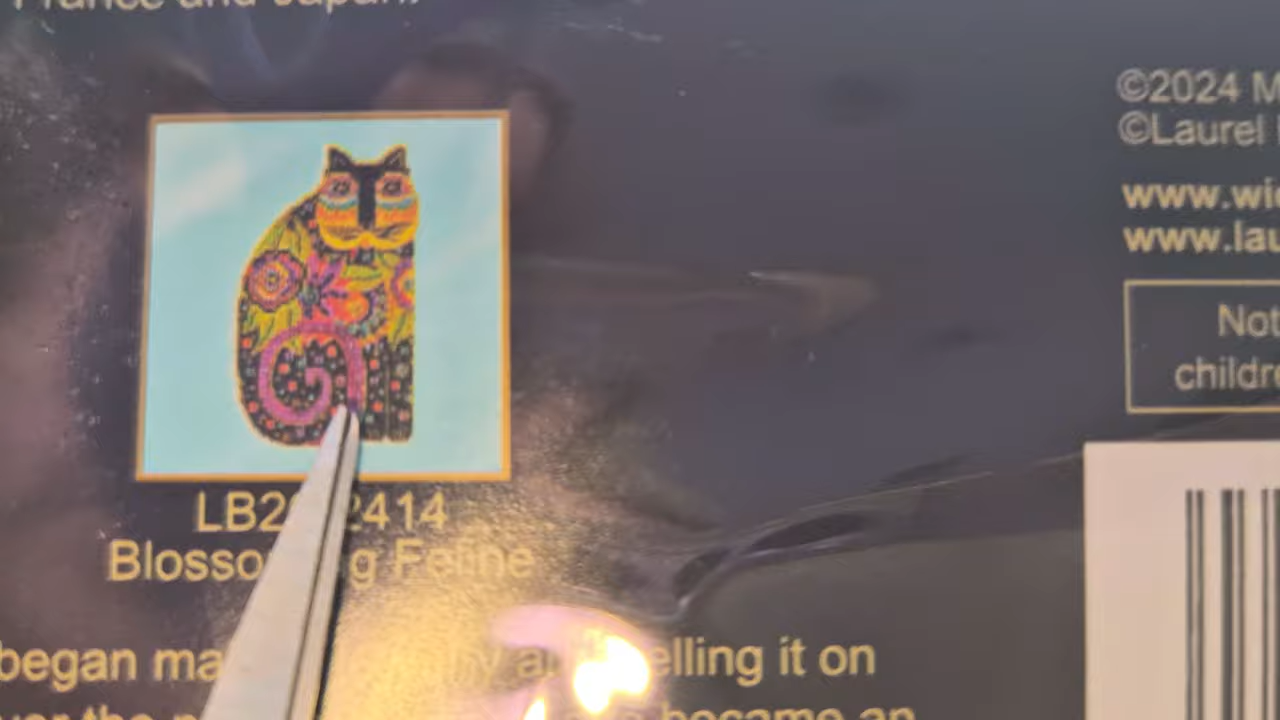 France and Japan.
©2024 M
©Laurel
www.wi
www.lau
Not
childre
LB2 2414
Blosso g Feline
began ma elling it on
became an